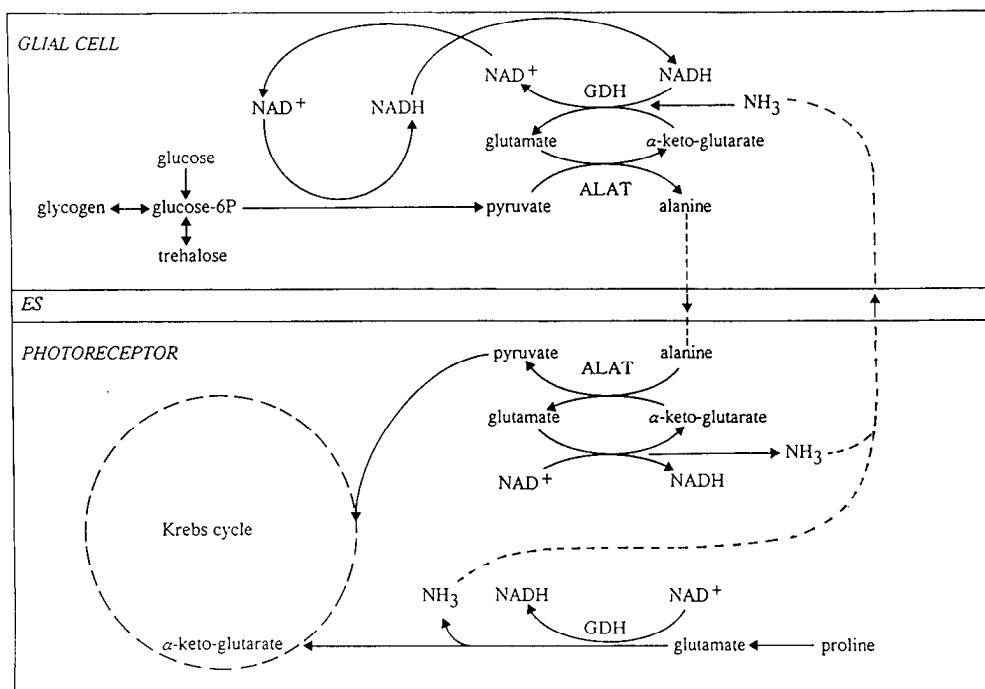 GLIAL CELL
NAD+
NADH
GDH
NAD+
NADH
NH3
glutamate
α-keto-glutarate
glucose
ALAT
glycogen
glucose-6P
pyruvate
alanine
trehalose
ES
PHOTORECEPTOR
pyruvate
ALAT
alanine
glutamate
α-keto-glutarate
NH3
NAD+
NADH
Krebs cycle
NH3
NADH
NAD+
GDH
α-keto-glutarate
glutamate
proline